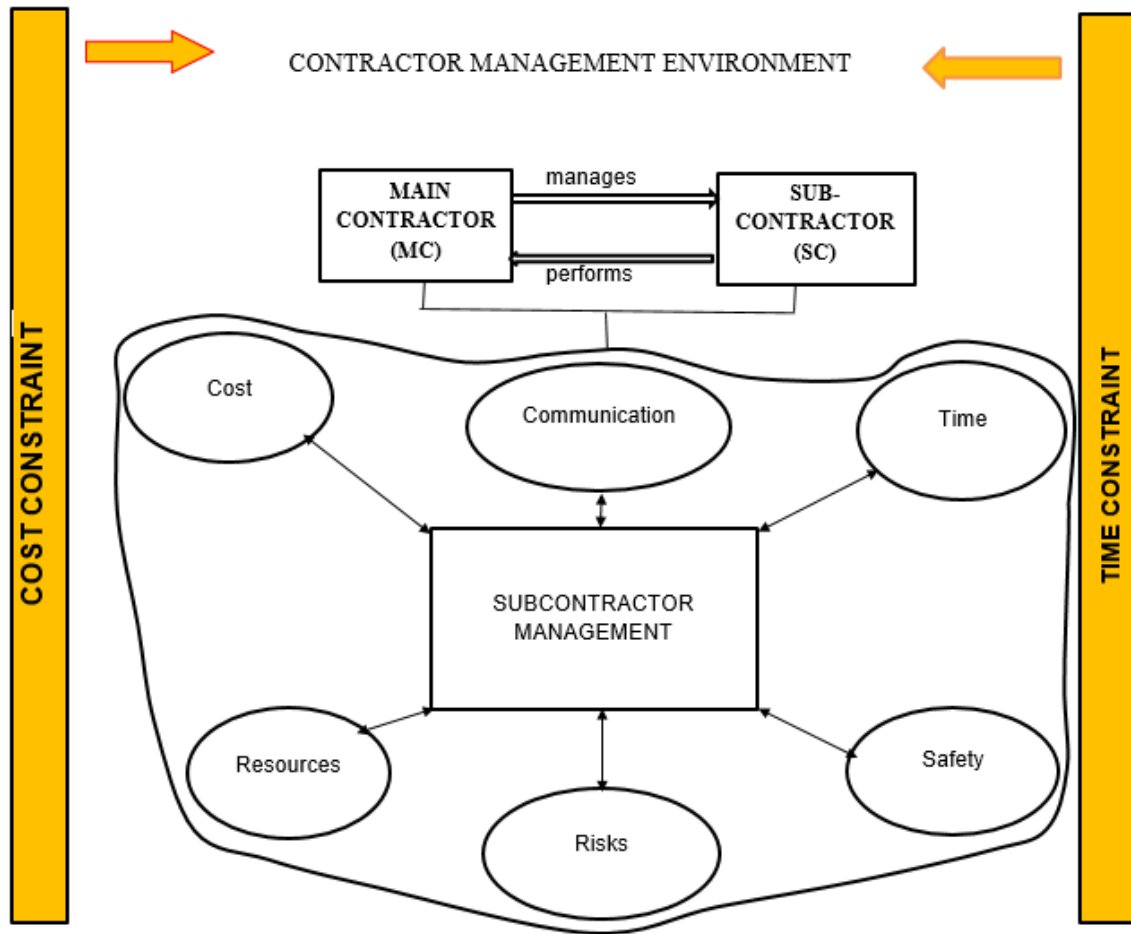 COST CONSTRAINT
CONTRACTOR MANAGEMENT ENVIRONMENT
TIME CONSTRAINT
MAIN
CONTRACTOR
(MC)
manages
performs
SUB-
CONTRACTOR
(SC)
Cost
Communication
Time
SUBCONTRACTOR
MANAGEMENT
Resources
Risks
Safety